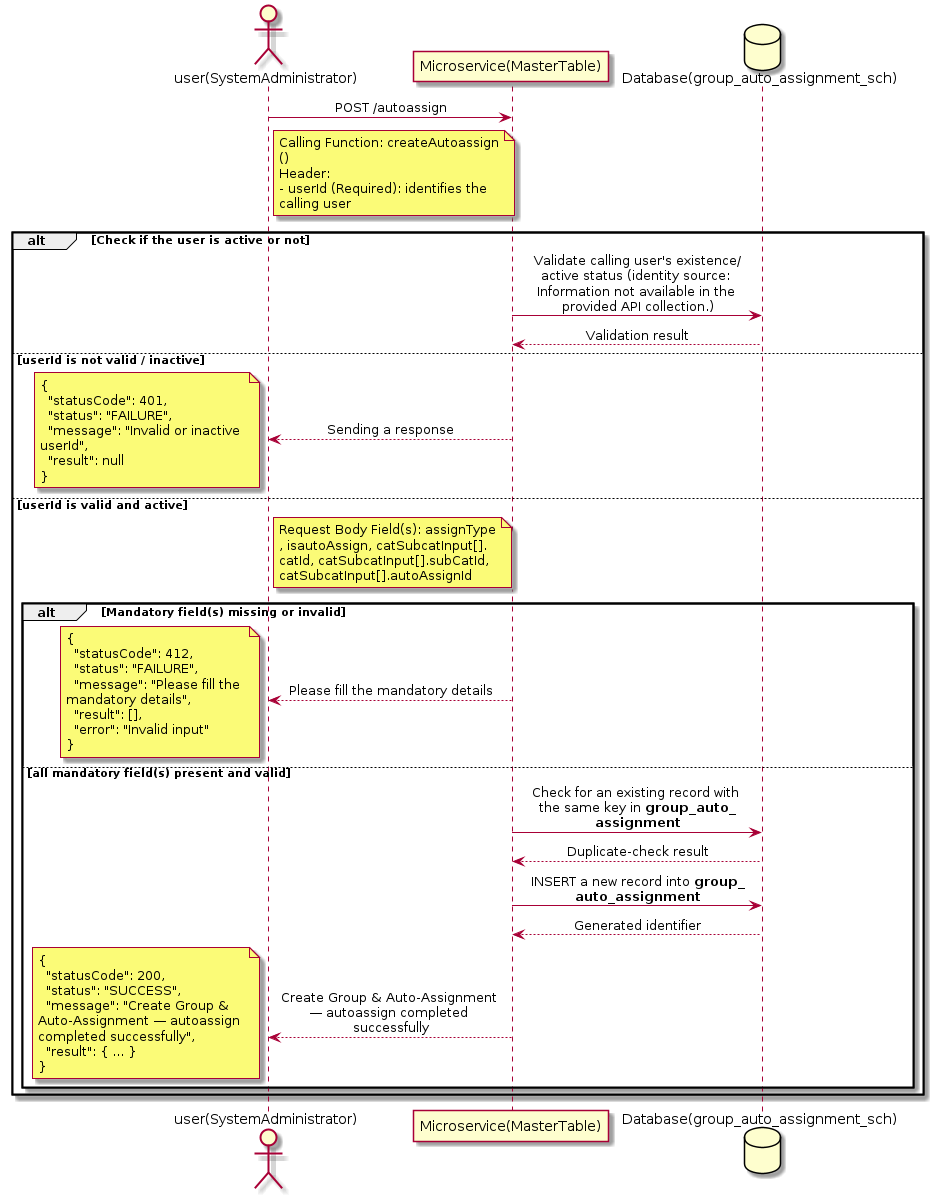 user(SystemAdministrator)
Microservice(MasterTable)
Database(group_auto_assignment_sch)
POST /autoassign
Calling Function: createAutoassign
()
Header:
- userId (Required): identifies the
calling user
alt
[Check if the user is active or not]
Validate calling user's existence/
active status (identity source:
Information not available in the
provided API collection.)
Validation result
[userId is not valid / inactive]
{
"statusCode": 401,
"status": "FAILURE",
"message": "Invalid or inactive
userId",
"result": null
}
Sending a response
[userId is valid and active]
Request Body Field(s): assignType
, isautoAssign, catSubcatInput[].
catId, catSubcatInput[].subCatId,
catSubcatInput[].autoAssignId
alt
[Mandatory field(s) missing or invalid]
{
"statusCode": 412,
"status": "FAILURE",
"message": "Please fill the
mandatory details",
"result": [],
"error": "Invalid input"
}
Please fill the mandatory details
[all mandatory field(s) present and valid]
Check for an existing record with
the same key in group_auto_
assignment
Duplicate-check result
INSERT a new record into group_
auto_assignment
Generated identifier
{
"statusCode": 200,
"status": "SUCCESS",
"message": "Create Group &
Auto-Assignment — autoassign
completed successfully",
"result": { ... }
}
Create Group & Auto-Assignment
— autoassign completed
successfully
user(SystemAdministrator)
Microservice(MasterTable)
Database(group_auto_assignment_sch)